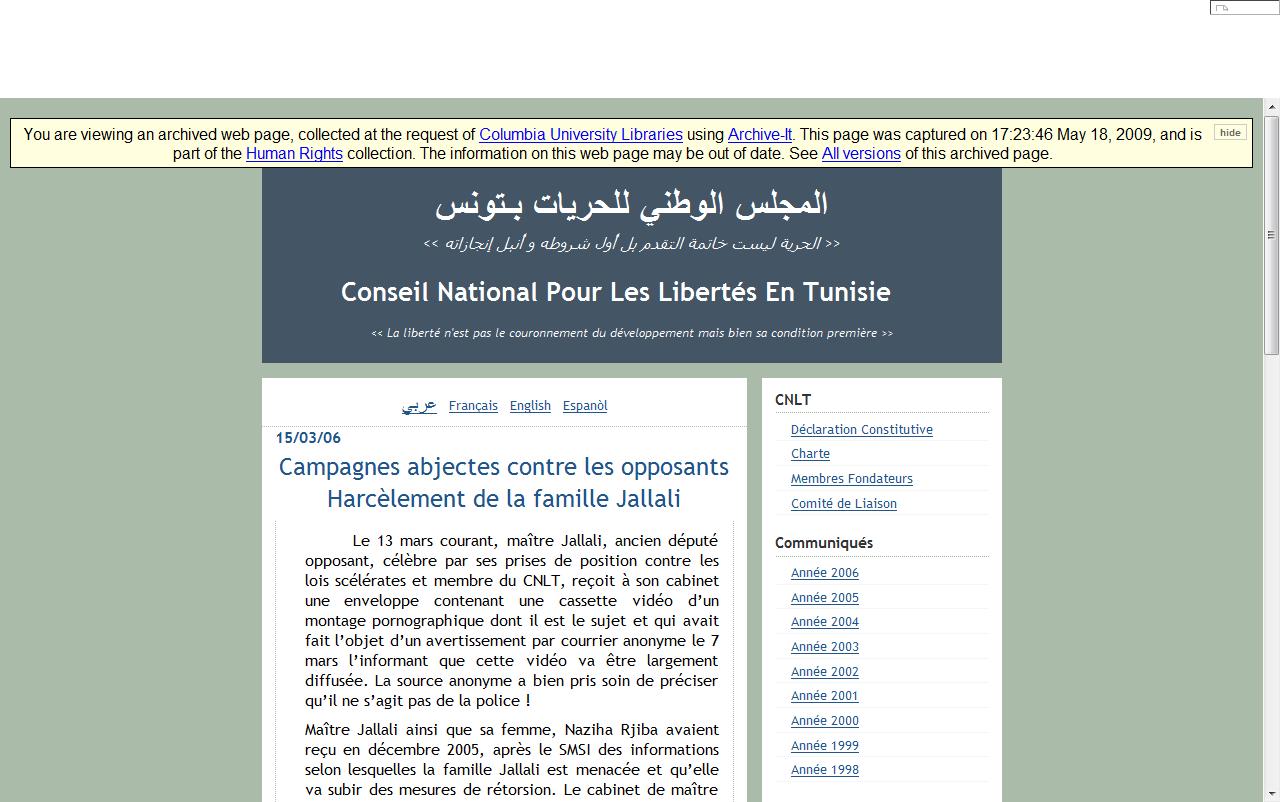 You are viewing an archived web page, collected at the request of Columbia University Libraries using Archive-It. This page was captured on 17:23:46 May 18, 2009, and is
part of the Human Rights collection. The information on this web page may be out of date. See All versions of this archived page.
hide
المجلس الوطني للحريات بـتونس
<< الحرية ليست خاتمة التقدم بل أول شروطه و أنبل إنجازاته >>
Conseil National Pour Les Libertés En Tunisie
<< La liberté n'est pas le couronnement du développement mais bien sa condition première >>
عربي Français English Espanòl
15/03/06
Campagnes abjectes contre les opposants
Harcèlement de la famille Jallali
Le 13 mars courant, maître Jallali, ancien député
opposant, célèbre par ses prises de position contre les
lois scélérates et membre du CNLT, reçoit à son cabinet
une enveloppe contenant une cassette vidéo d’un
montage pornographique dont il est le sujet et qui avait
fait l’objet d’un avertissement par courrier anonyme le 7
mars l’informant que cette vidéo va être largement
diffusée. La source anonyme a bien pris soin de préciser
qu’il ne s’agit pas de la police !
Maître Jallali ainsi que sa femme, Naziha Rjiba avaient
reçu en décembre 2005, après le SMSI des informations
selon lesquelles la famille Jallali est menacée et qu’elle
va subir des mesures de rétorsion. Le cabinet de maître
CNLT
Déclaration Constitutive
Charte
Membres Fondateurs
Comité de Liaison
Communiqués
Année 2006
Année 2005
Année 2004
Année 2003
Année 2002
Année 2001
Année 2000
Année 1999
Année 1998